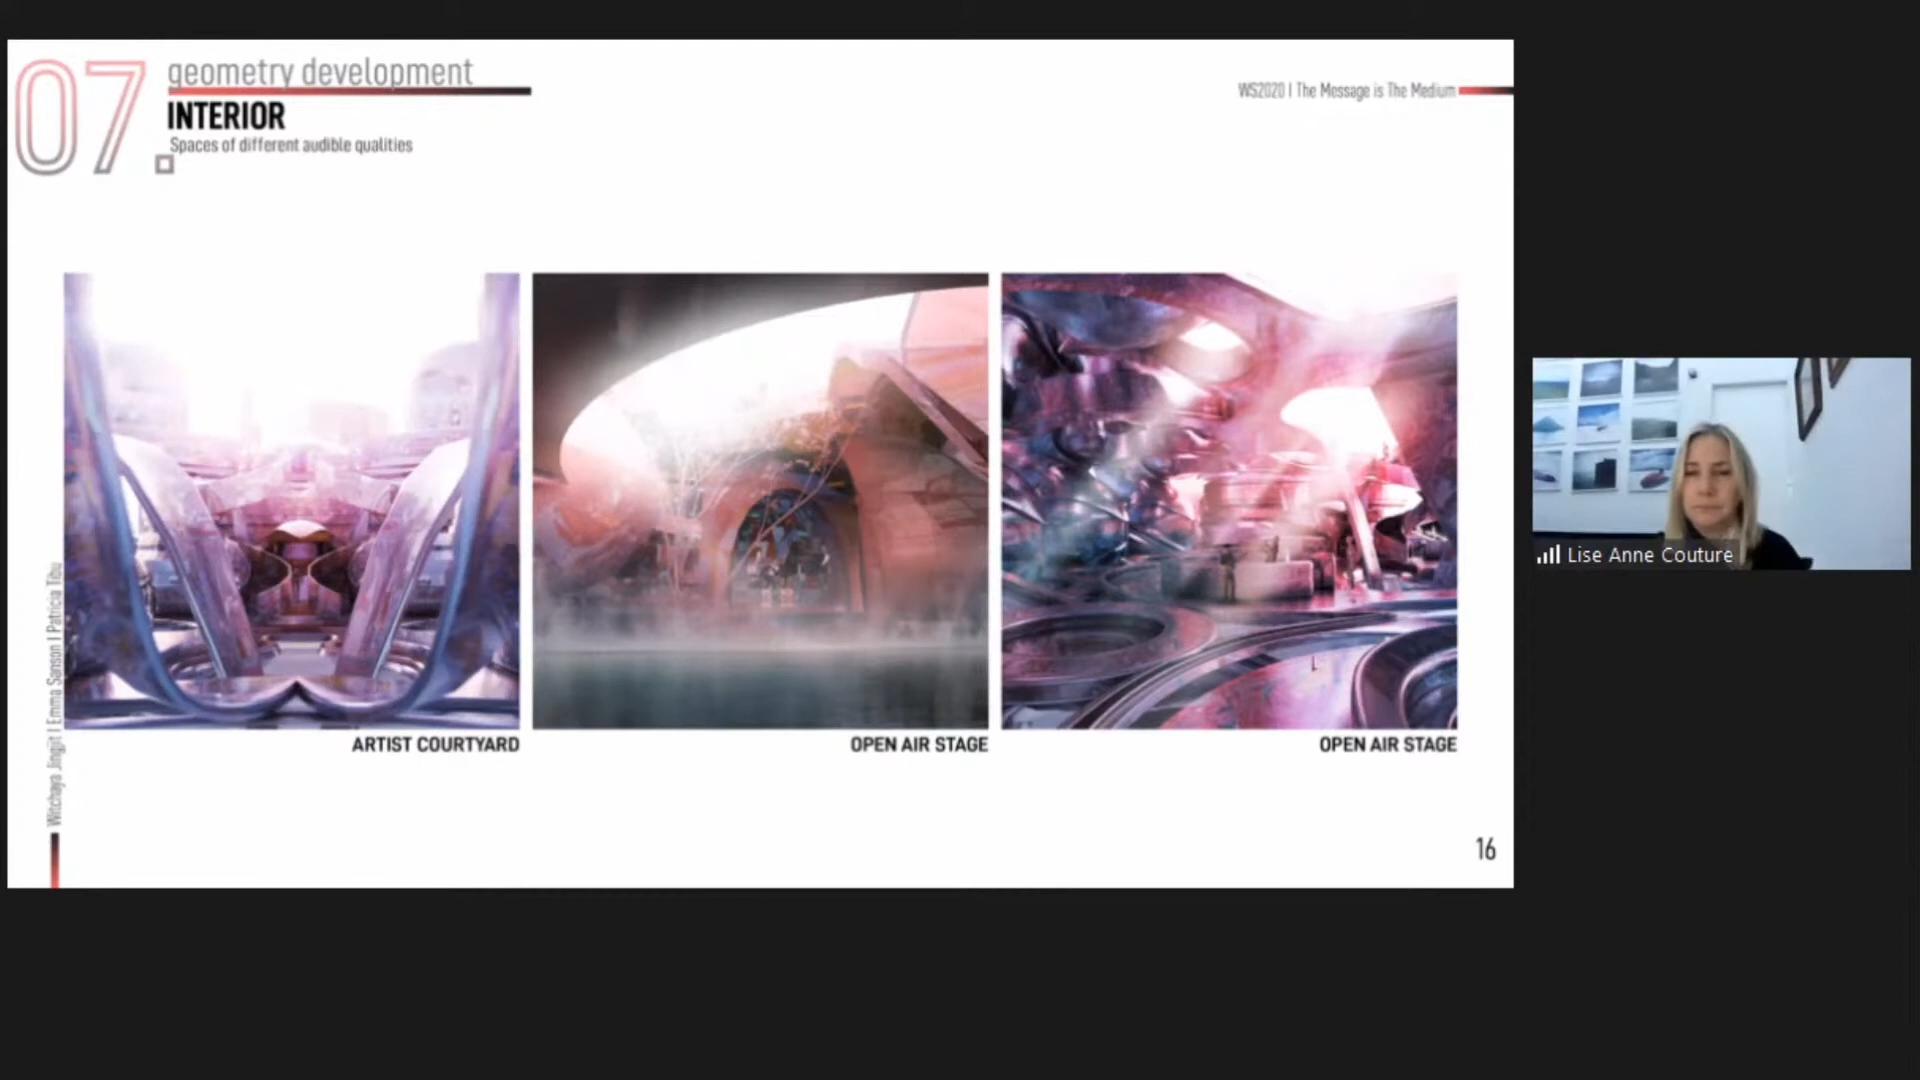 07.
geometry development
INTERIOR
Spaces of different audible qualities
WS2020 | The Message is The Medium
ARTIST COURTYARD
OPEN AIR STAGE
OPEN AIR STAGE
Witchaya Jingjit | Emma Sanson | Patricia Tibu
16
Lise Anne Couture